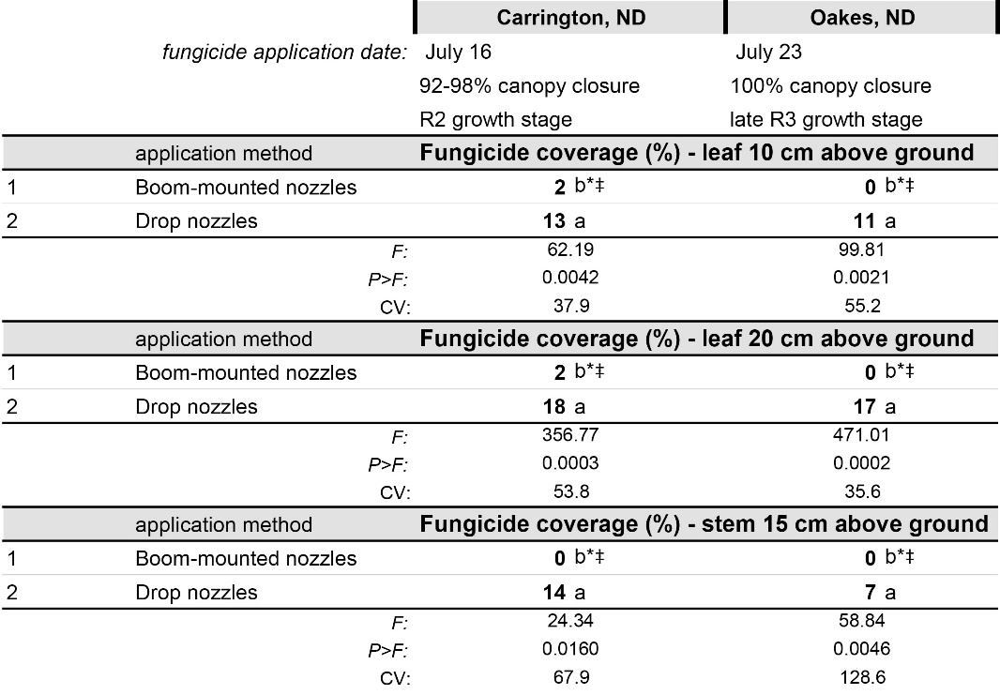 Carrington, ND Oakes, ND
fungicide application date: July 16 July 23
92-98% canopy closure 100% canopy closure
R2 growth stage late R3 growth stage
application method Fungicide coverage (%) - leaf 10 cm above ground
1 Boom-mounted nozzles 2 b*‡ 0 b*‡
2 Drop nozzles 13 a 11 a
F: 62.19 99.81
P>F: 0.0042 0.0021
CV: 37.9 55.2
application method Fungicide coverage (%) - leaf 20 cm above ground
1 Boom-mounted nozzles 2 b*‡ 0 b*‡
2 Drop nozzles 18 a 17 a
F: 356.77 471.01
P>F: 0.0003 0.0002
CV: 53.8 35.6
application method Fungicide coverage (%) - stem 15 cm above ground
1 Boom-mounted nozzles 0 b*‡ 0 b*‡
2 Drop nozzles 14 a 7 a
F: 24.34 58.84
P>F: 0.0160 0.0046
CV: 67.9 128.6